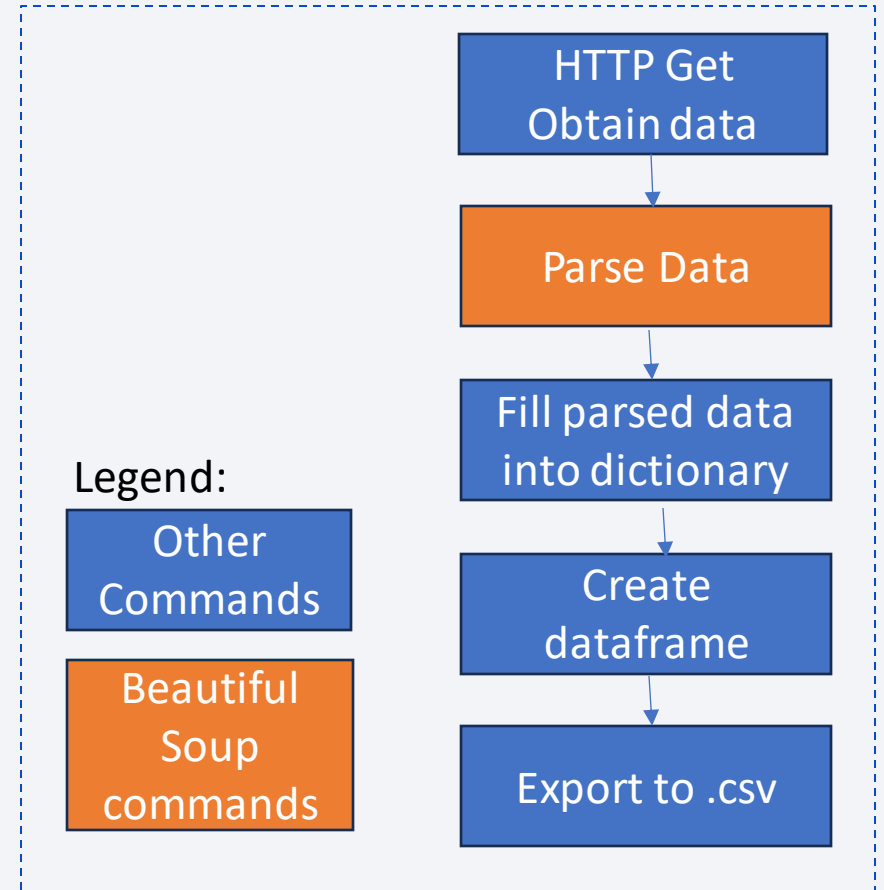 HTTP Get
Obtain data
Parse Data
Fill parsed data
into dictionary
Create
dataframe
Export to .csv
Legend:
Other
Commands
Beautiful
Soup
commands